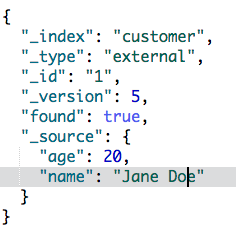 {
  "_index": "customer",
  "_type": "external",
  "_id": "1",
  "_version": 5,
  "found": true,
  "_source": {
    "age": 20,
    "name": "Jane Doe"
  }
}